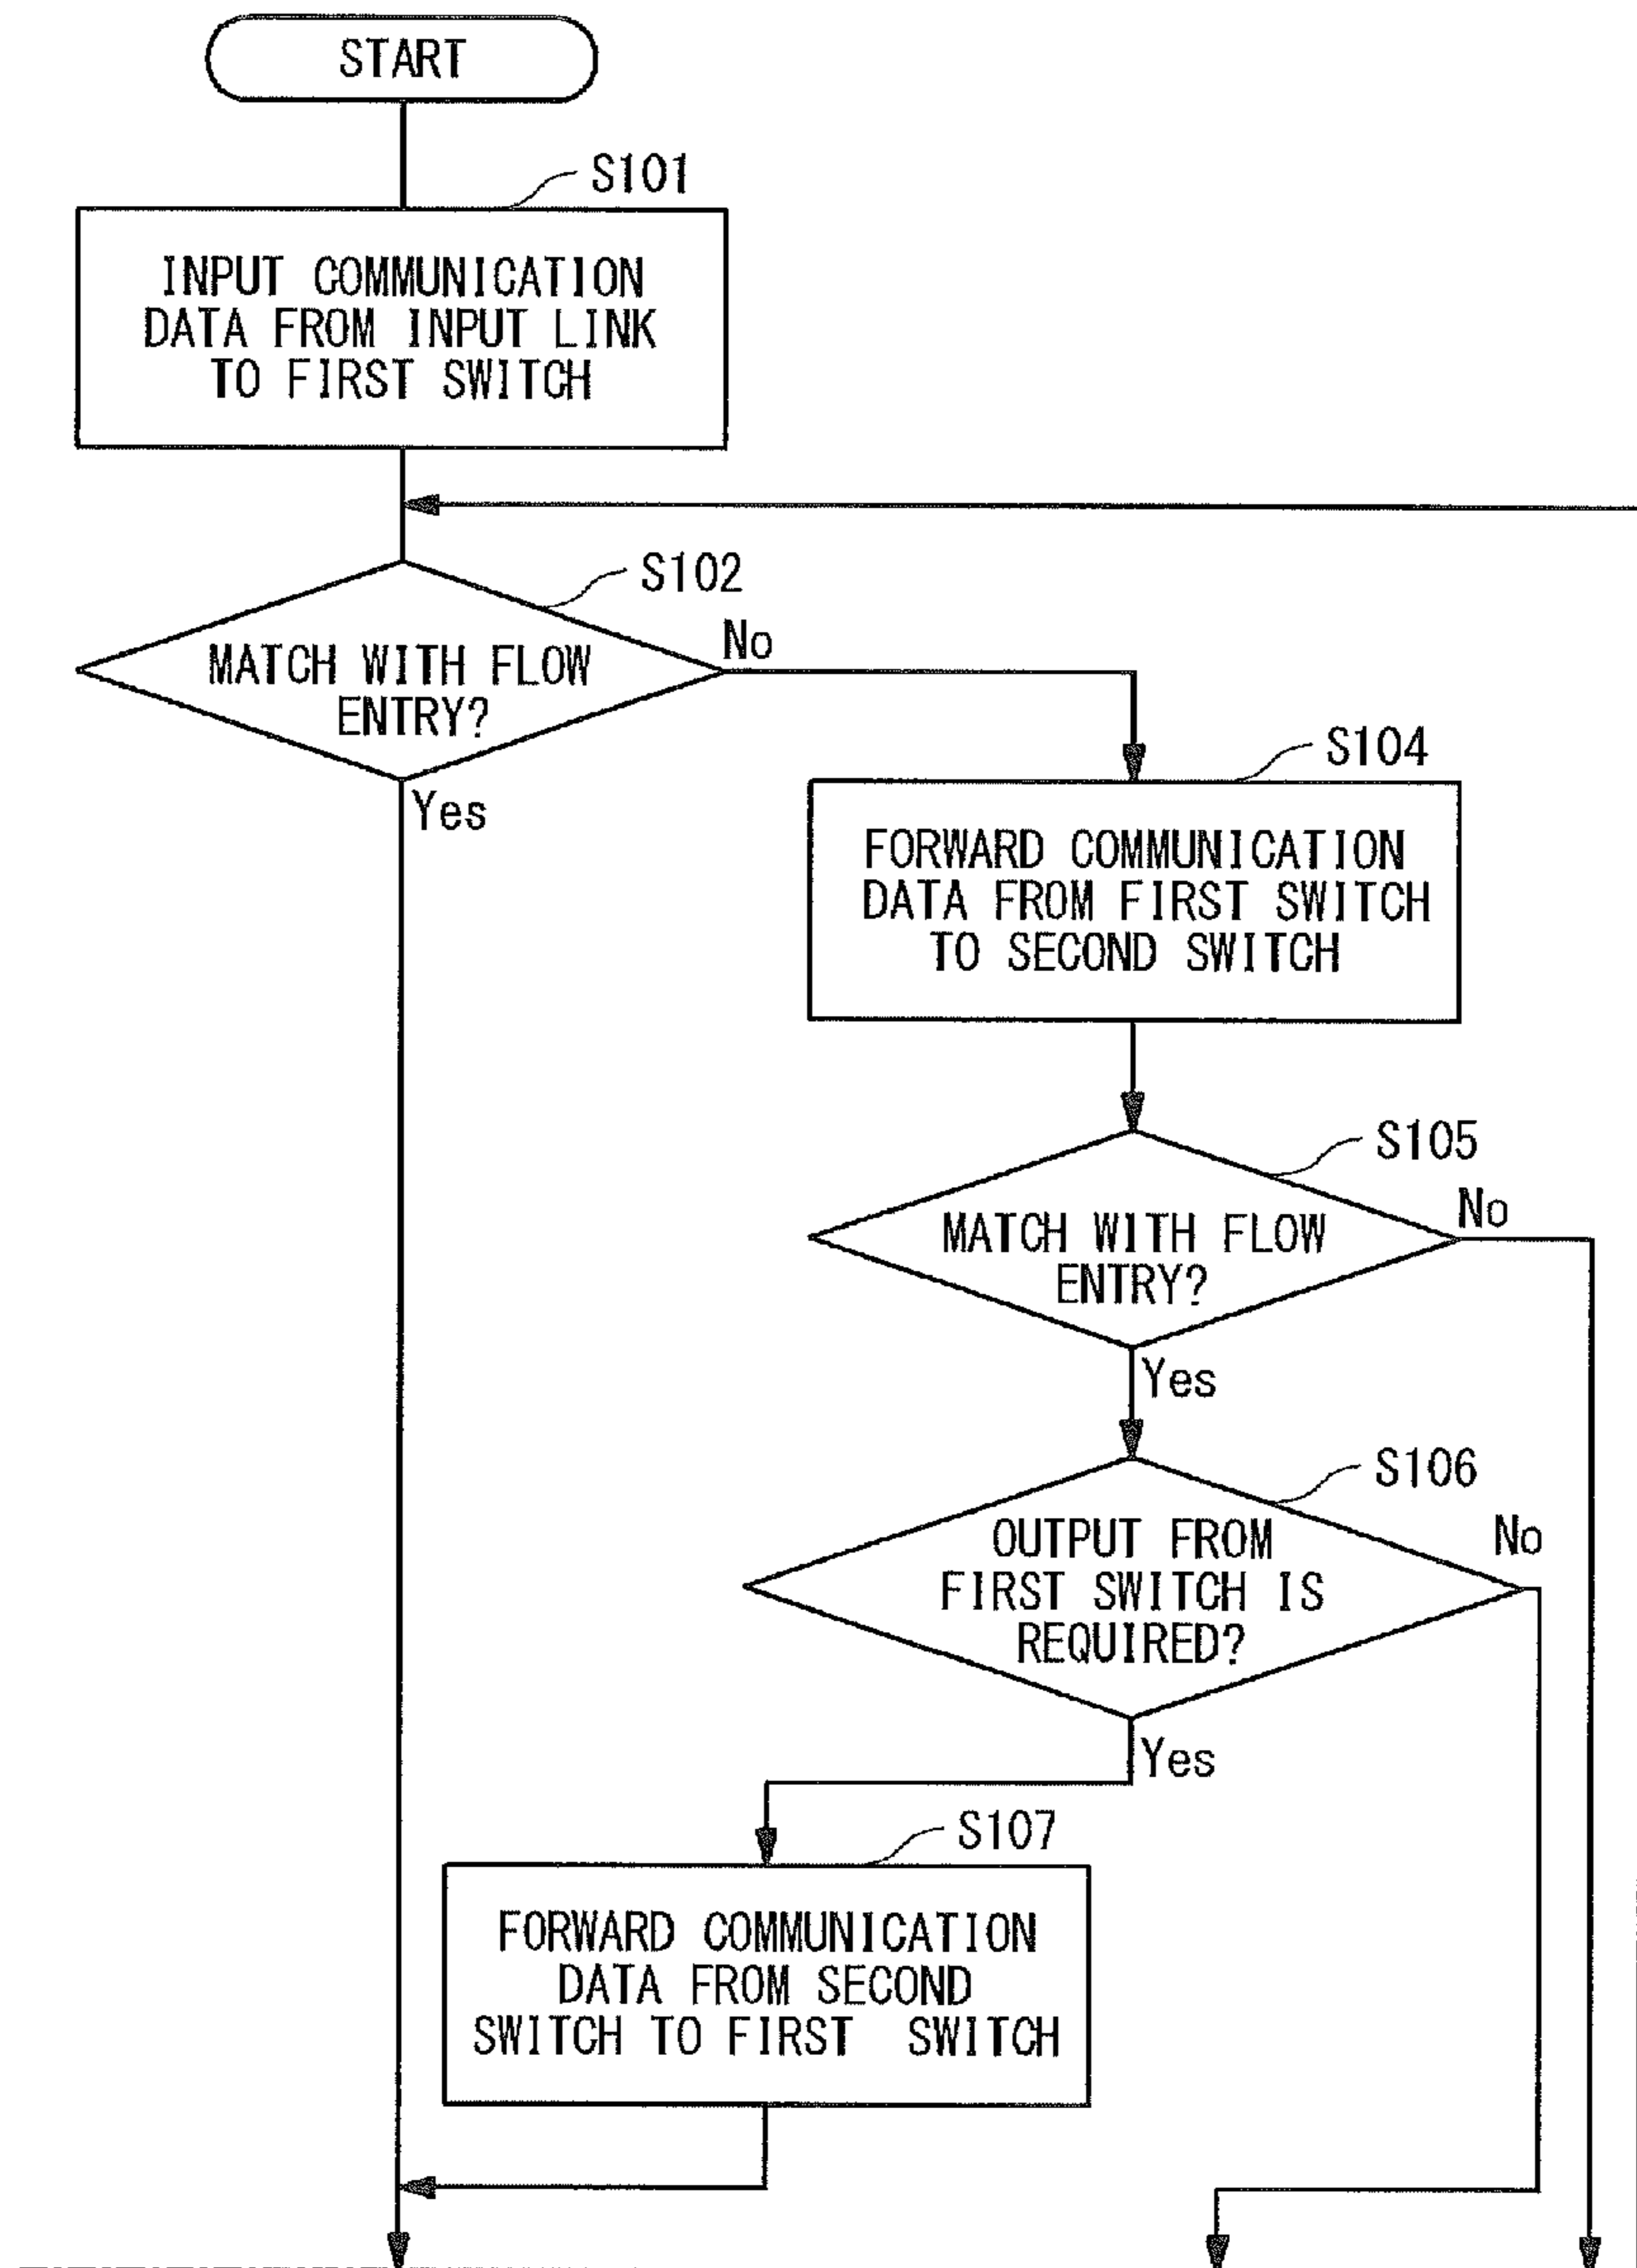 START
S101
INPUT COMMUNICATION
DATA FROM INPUT LINK
TO FIRST SWITCH
S102
No
MATCH WITH FLOW
ENTRY?
Yes
S104
FORWARD COMMUNICATION
DATA FROM FIRST SWITCH
TO SECOND SWITCH
S105
No
MATCH WITH FLOW
ENTRY?
Yes
S106
No
OUTPUT FROM
FIRST SWITCH IS
REQUIRED?
Yes
S107
FORWARD COMMUNICATION
DATA FROM SECOND
SWITCH TO FIRST SWITCH